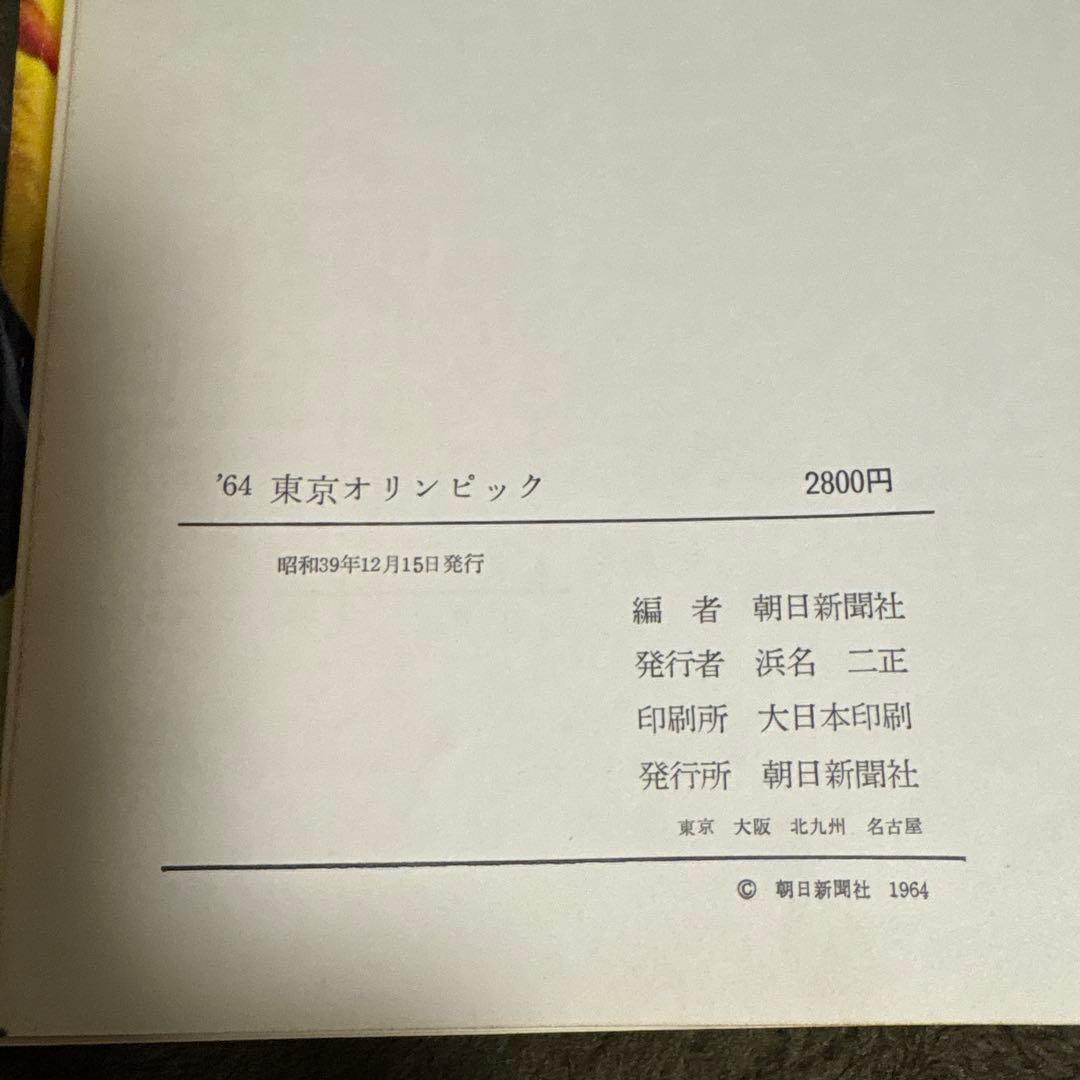 ’64 東京オリンピック 2800円
昭和39年12月15日発行
編 者 朝日新聞社
発行者 浜名 二正
印刷所 大日本印刷
発行所 朝日新聞社
東京 大阪 北九州 名古屋
© 朝日新聞社 1964